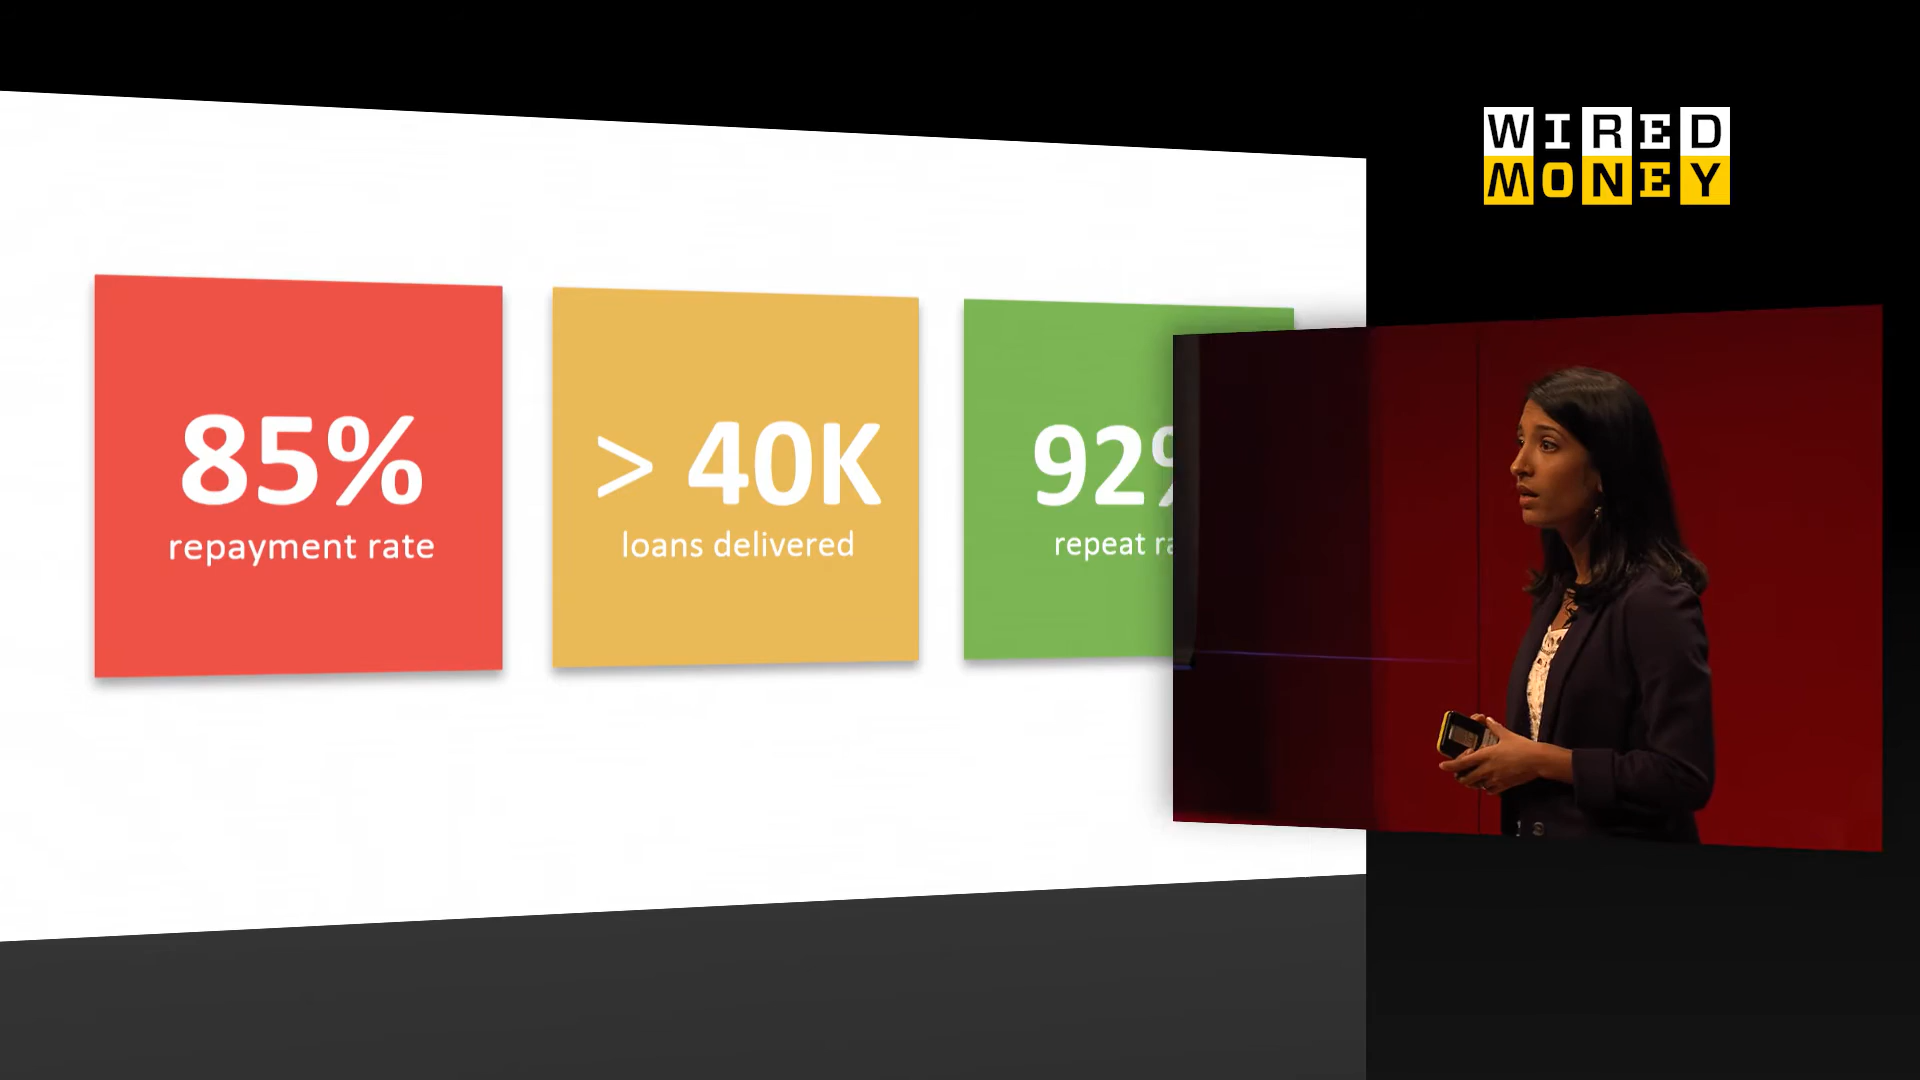 WIRED
MONEY
85%
repayment rate
> 40K
loans delivered
92%
repeat